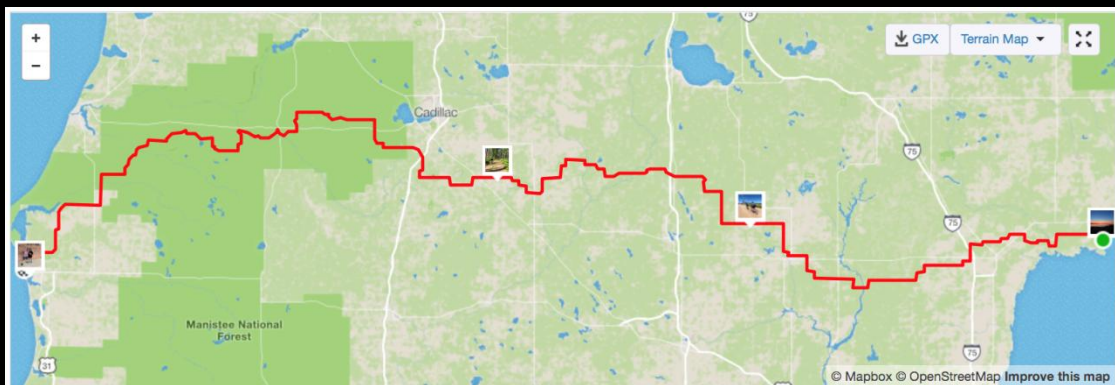 +
GPX
Terrain Map
−
75
Cadillac
75
75
Manistee National
Forest
75
31
© Mapbox © OpenStreetMap Improve this map